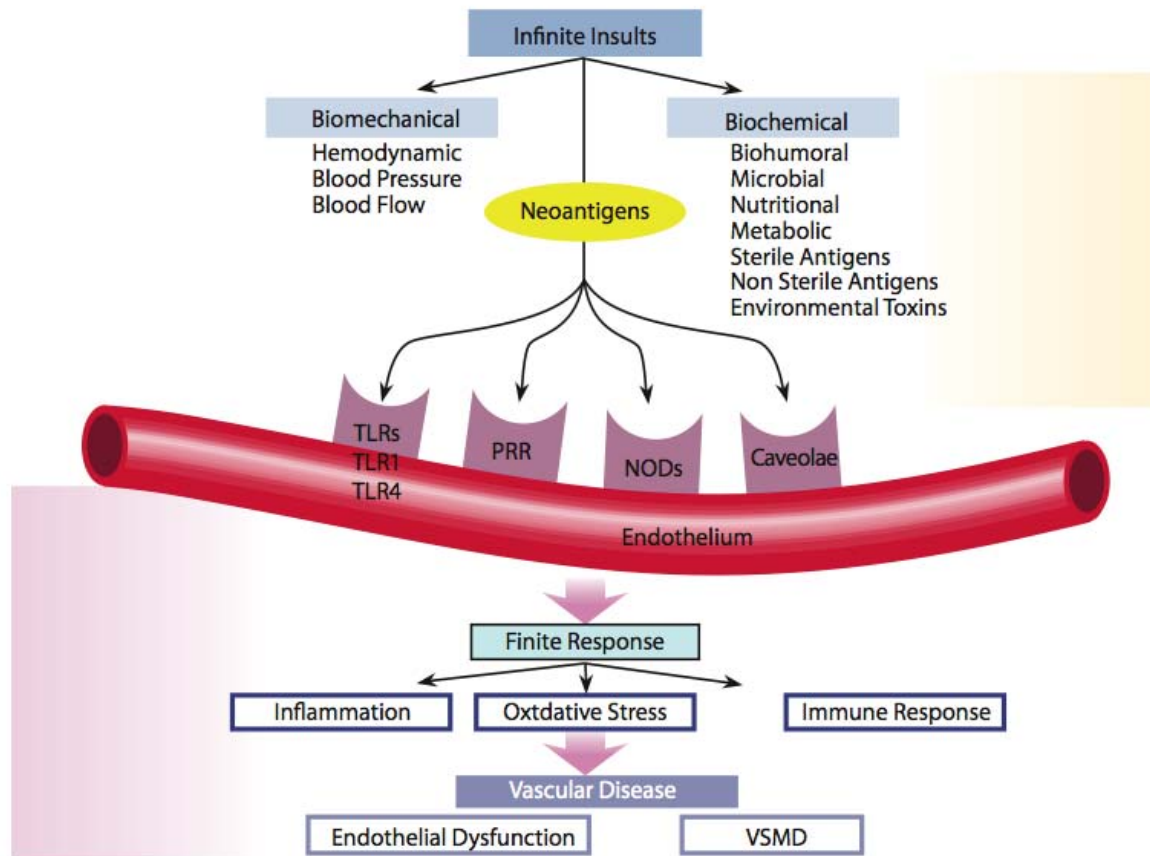 Infinite Insults
Biomechanical
Hemodynamic
Blood Pressure
Blood Flow
Biochemical
Biohumoral
Microbial
Nutritional
Metabolic
Sterile Antigens
Non Sterile Antigens
Environmental Toxins
Neoantigens
TLRs
TLR1
TLR4
PRR
NODs
Caveolae
Endothelium
Finite Response
Inflammation
Oxtdative Stress
Immune Response
Vascular Disease
Endothelial Dysfunction
VSMD